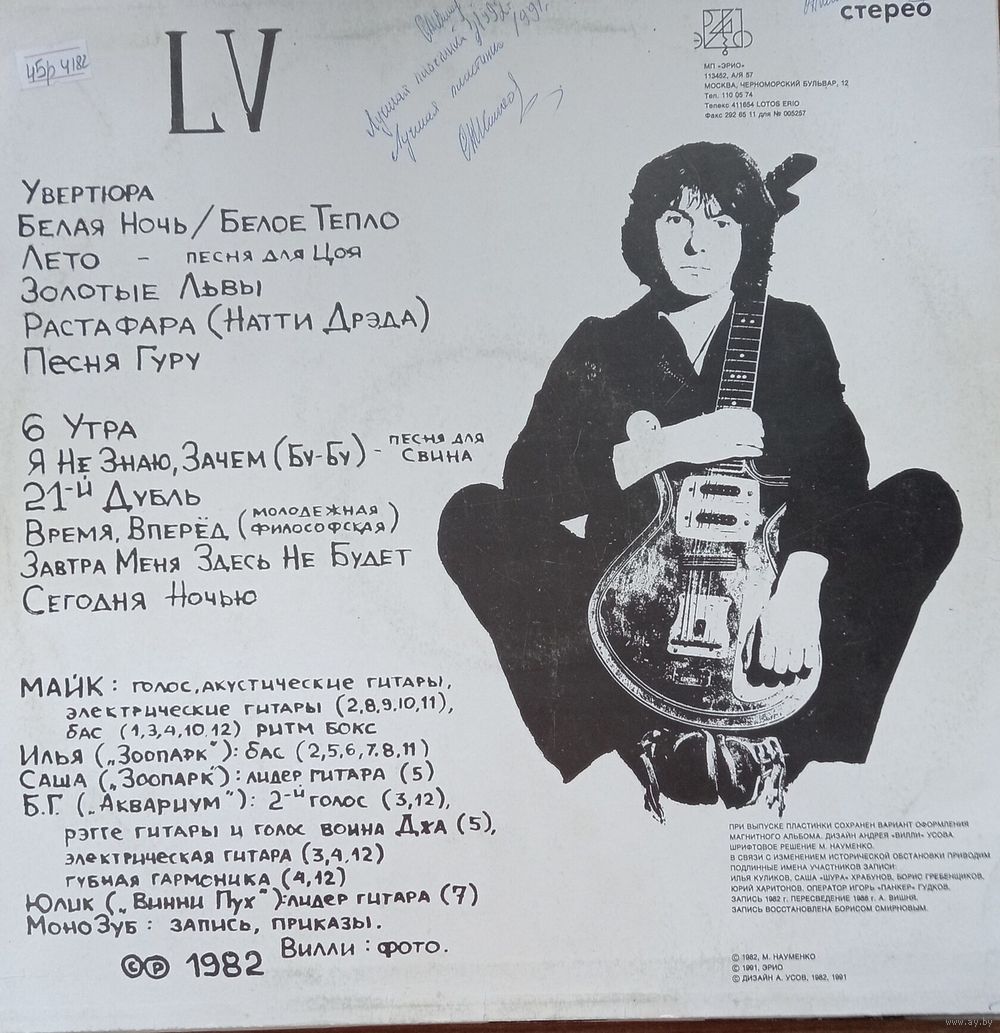 LV
45р 4182
Лучшая пластинка 1991г.
стерео
МП «ЭРИО»
113452, А/Я 57
МОСКВА, ЧЕРНОМОРСКИЙ БУЛЬВАР, 12
Тел. 110 05 74
Телекс 411654 LOTOS ERIO
Факс 292 65 11 для № 005257
УВЕРТЮРА
БЕЛАЯ НОЧЬ/БЕЛОЕ ТЕПЛО
ЛЕТО - ПЕСНЯ ДЛЯ ЦОЯ
ЗОЛОТЫЕ ЛЬВЫ
РАСТАФАРА (НАТТИ ДРЭДА)
ПЕСНЯ ГУРУ
6 УТРА
Я НЕ ЗНАЮ, ЗАЧЕМ (БУ-БУ) - ПЕСНЯ ДЛЯ СВИНА
21-Й ДУБЛЬ
ВРЕМЯ, ВПЕРЁД (МОЛОДЕЖНАЯ ФИЛОСОФСКАЯ)
ЗАВТРА МЕНЯ ЗДЕСЬ НЕ БУДЕТ
СЕГОДНЯ НОЧЬЮ
МАЙК: ГОЛОС, АКУСТИЧЕСКИЕ ГИТАРЫ,
ЭЛЕКТРИЧЕСКИЕ ГИТАРЫ (2,8,9,10,11),
БАС (1,3,4,10,12) РИТМ БОКС
ИЛЬЯ („ЗООПАРК"): БАС (2,5,6,7,8,11)
САША („ЗООПАРК"): ЛИДЕР ГИТАРА (5)
Б.Г. („АКВАРИУМ"): 2-Й ГОЛОС (3,12),
РЭГГЕ ГИТАРЫ И ГОЛОС ВОИНА ДЖА (5),
ЭЛЕКТРИЧЕСКАЯ ГИТАРА (3,4,12)
ГУБНАЯ ГАРМОНИКА (4,12)
ЮЛИК („ВИННИ ПУХ"): ЛИДЕР ГИТАРА (7)
МОНОЗУБ: ЗАПИСЬ, ПРИКАЗЫ.
ВИЛЛИ: ФОТО.
© ℗ 1982
ПРИ ВЫПУСКЕ ПЛАСТИНКИ СОХРАНЕН ВАРИАНТ ОФОРМЛЕНИЯ
МАГНИТНОГО АЛЬБОМА. ДИЗАЙН АНДРЕЯ «ВИЛЛИ» УСОВА.
ШРИФТОВОЕ РЕШЕНИЕ М. НАУМЕНКО.
В СВЯЗИ С ИЗМЕНЕНИЕМ ИСТОРИЧЕСКОЙ ОБСТАНОВКИ ПРИВОДИМ
ПОДЛИННЫЕ ИМЕНА УЧАСТНИКОВ ЗАПИСИ:
ИЛЬЯ КУЛИКОВ, САША «ШУРА» ХРАБУНОВ, БОРИС ГРЕБЕНЩИКОВ,
ЮРИЙ ХАРИТОНОВ. ОПЕРАТОР ИГОРЬ «ПАНКЕР» ГУДКОВ.
ЗАПИСЬ 1982 г. ПЕРЕСВЕДЕНИЕ 1988 г. А. ВИШНЯ.
ЗАПИСЬ ВОССТАНОВЛЕНА БОРИСОМ СМИРНОВЫМ.
© 1982, М. НАУМЕНКО
© 1991, ЭРИО
© ДИЗАЙН А. УСОВ, 1982, 1991
www.ay.by